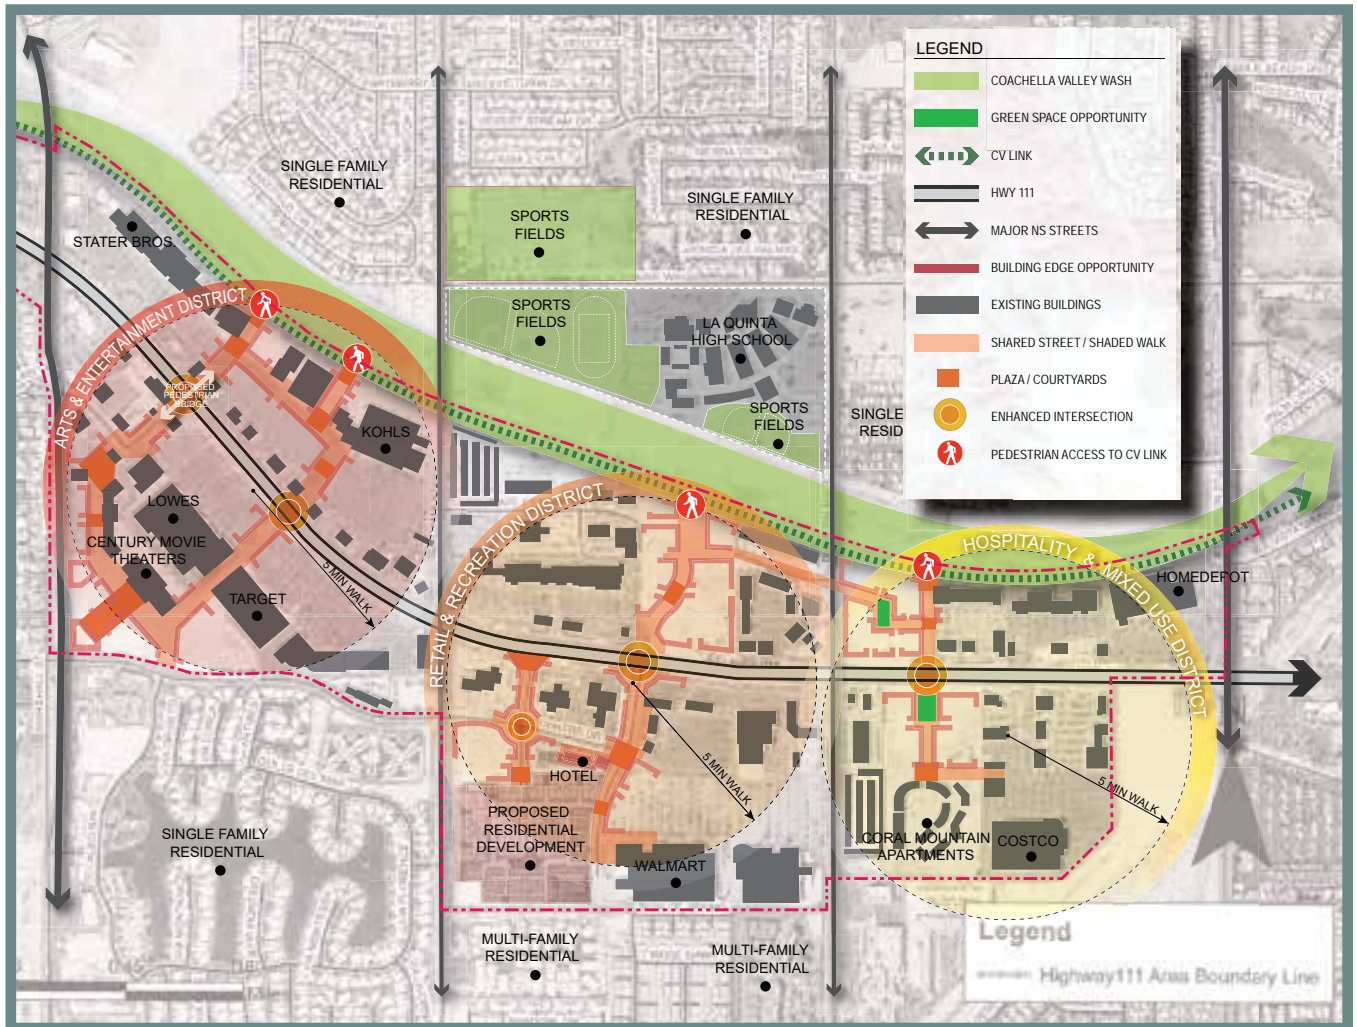 LEGEND
COACHELLA VALLEY WASH
GREEN SPACE OPPORTUNITY
CV LINK
HWY 111
MAJOR NS STREETS
BUILDING EDGE OPPORTUNITY
EXISTING BUILDINGS
SHARED STREET / SHADED WALK
PLAZA / COURTYARDS
ENHANCED INTERSECTION
PEDESTRIAN ACCESS TO CV LINK
SINGLE FAMILY
RESIDENTIAL
SPORTS
FIELDS
SINGLE FAMILY
RESIDENTIAL
STATER BROS.
SPORTS
FIELDS
LA QUINTA
HIGH SCHOOL
SPORTS
FIELDS
SINGLE
RESID
ARTS & ENTERTAINMENT DISTRICT
PROPOSED
PEDESTRIAN
BRIDGE
KOHLS
LOWES
CENTURY MOVIE
THEATERS
TARGET
5 MIN WALK
RETAIL & RECREATION DISTRICT
HOTEL
5 MIN WALK
PROPOSED
RESIDENTIAL
DEVELOPMENT
WALMART
HOSPITALITY & MIXED USE DISTRICT
HOMEDEPOT
5 MIN WALK
CORAL MOUNTAIN
APARTMENTS
COSTCO
SINGLE FAMILY
RESIDENTIAL
MULTI-FAMILY
RESIDENTIAL
MULTI-FAMILY
RESIDENTIAL
Legend
Highway111 Area Boundary Line